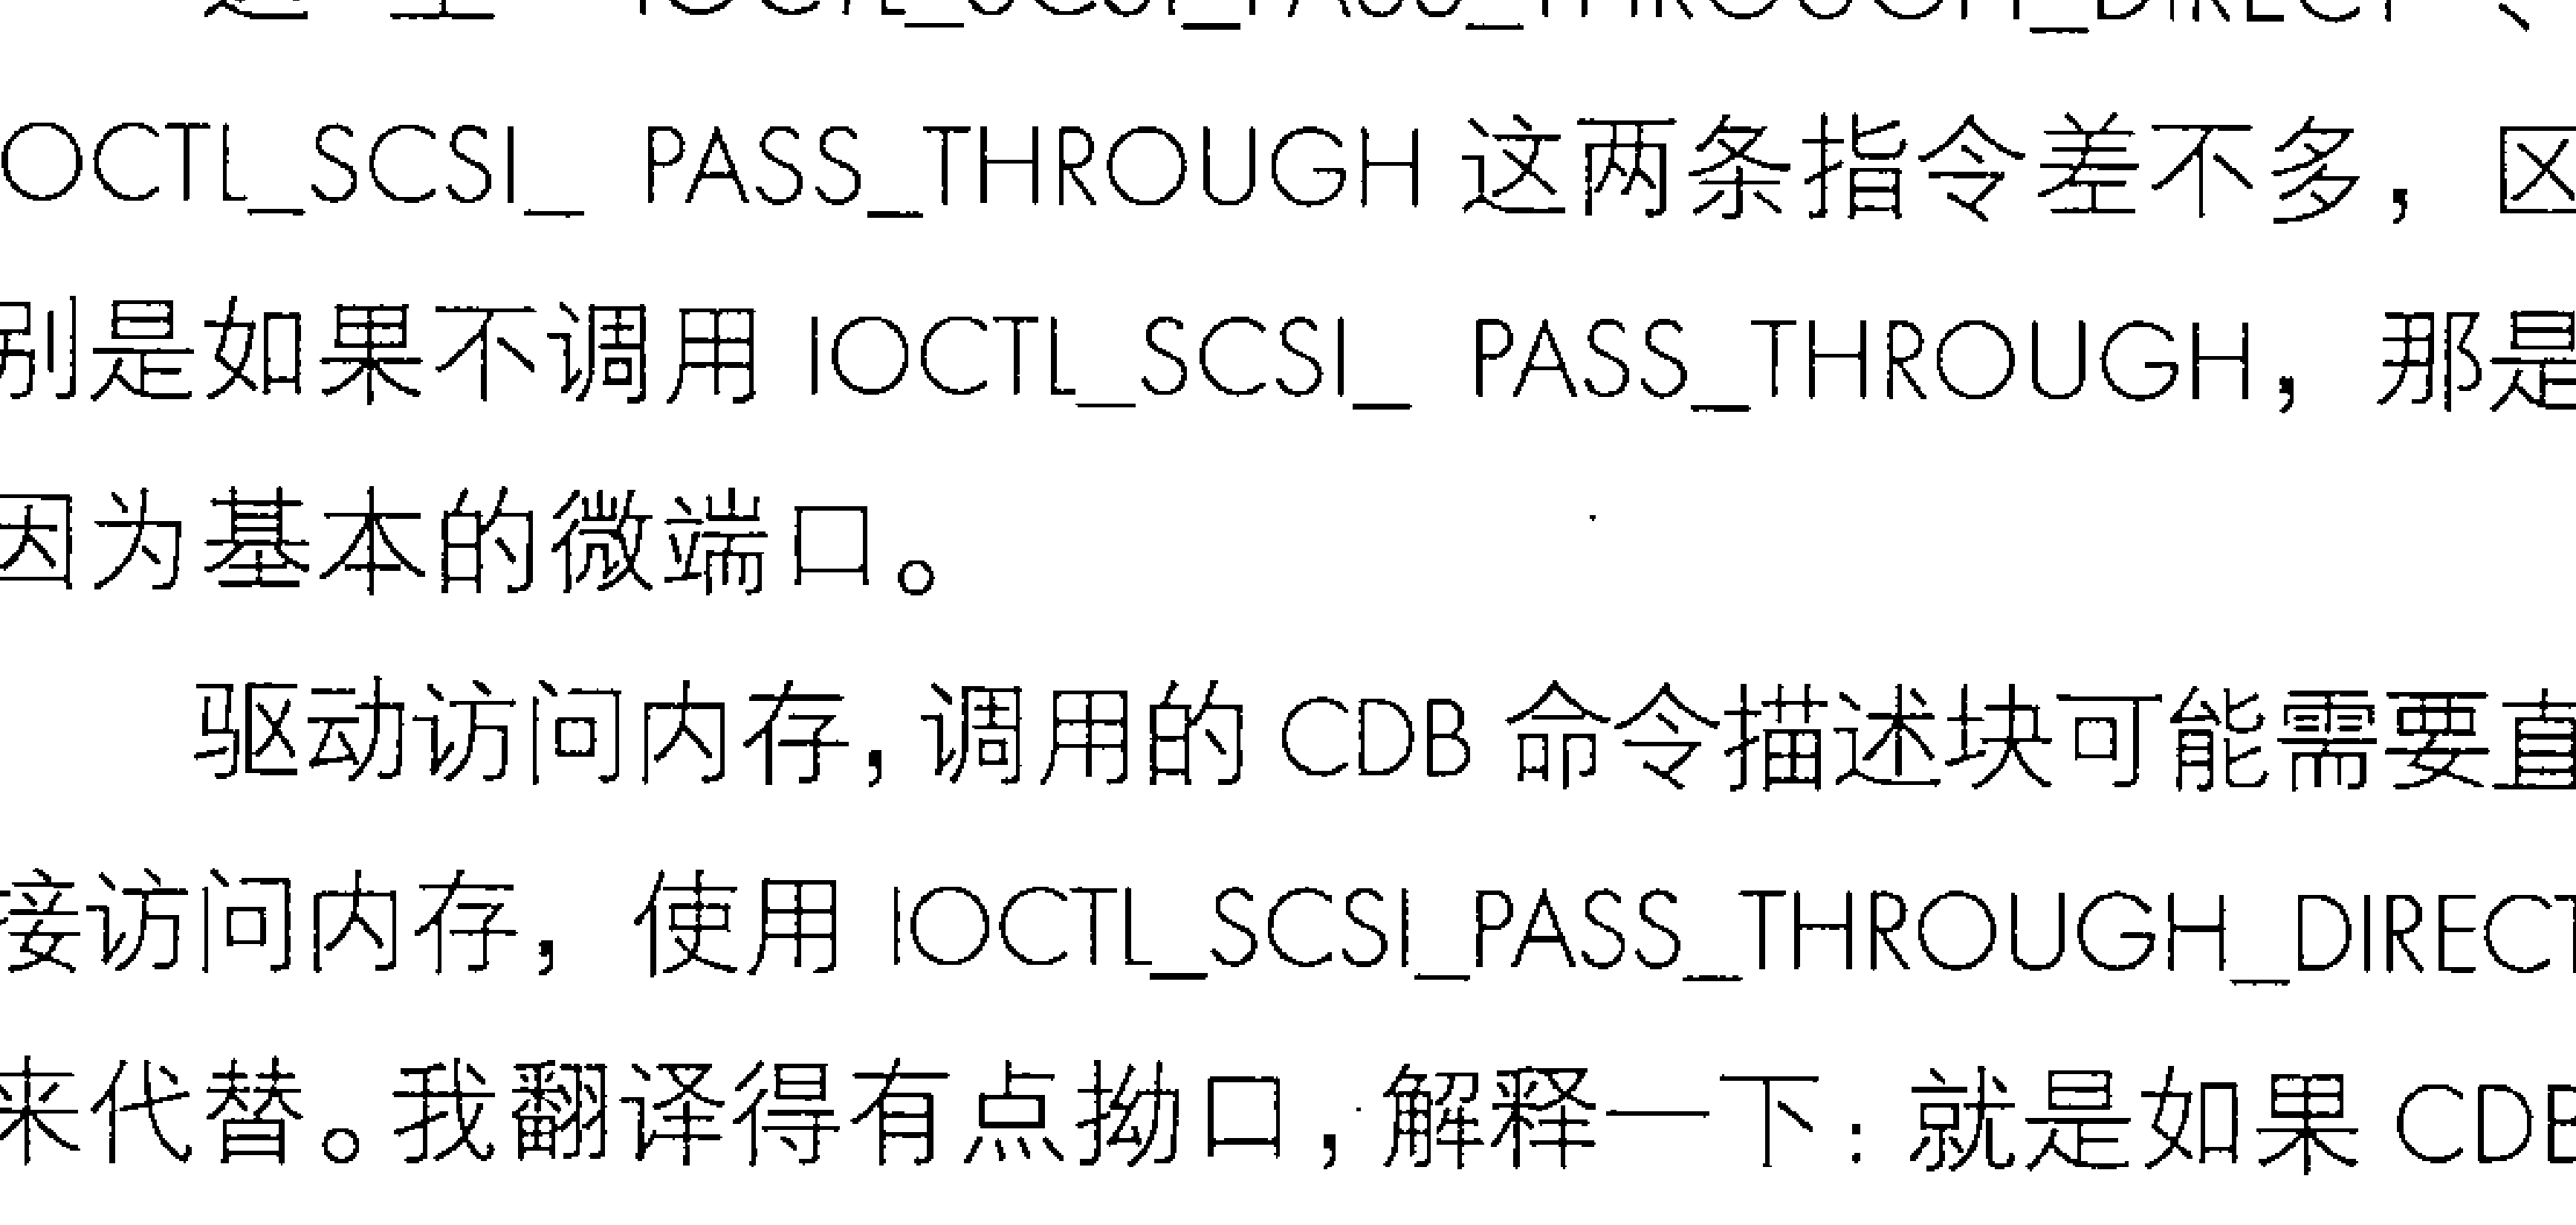 这里 IOCTL_SCSI_PASS_THROUGH_DIRECT、
OCTL_SCSI_ PASS_THROUGH 这两条指令差不多，区
别是如果不调用 IOCTL_SCSI_ PASS_THROUGH，那是
因为基本的微端口。
驱动访问内存，调用的 CDB 命令描述块可能需要直
接访问内存，使用 IOCTL_SCSI_PASS_THROUGH_DIRECT
来代替。我翻译得有点拗口，解释一下：就是如果 CDB